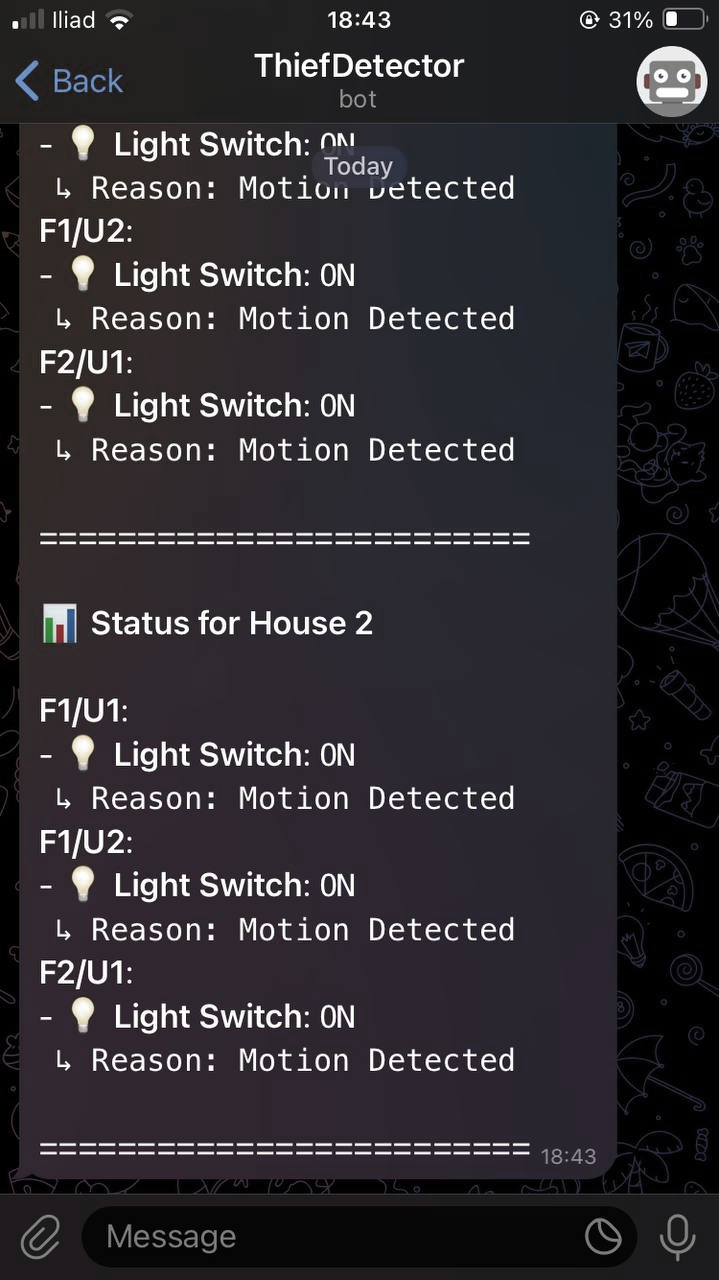 Iliad 18:43 31%
Back ThiefDetector
bot
- 💡 Light Switch: ON
Today
↳ Reason: Motion Detected
F1/U2:
- 💡 Light Switch: ON
↳ Reason: Motion Detected
F2/U1:
- 💡 Light Switch: ON
↳ Reason: Motion Detected
=========================
📊 Status for House 2
F1/U1:
- 💡 Light Switch: ON
↳ Reason: Motion Detected
F1/U2:
- 💡 Light Switch: ON
↳ Reason: Motion Detected
F2/U1:
- 💡 Light Switch: ON
↳ Reason: Motion Detected
========================= 18:43
Message